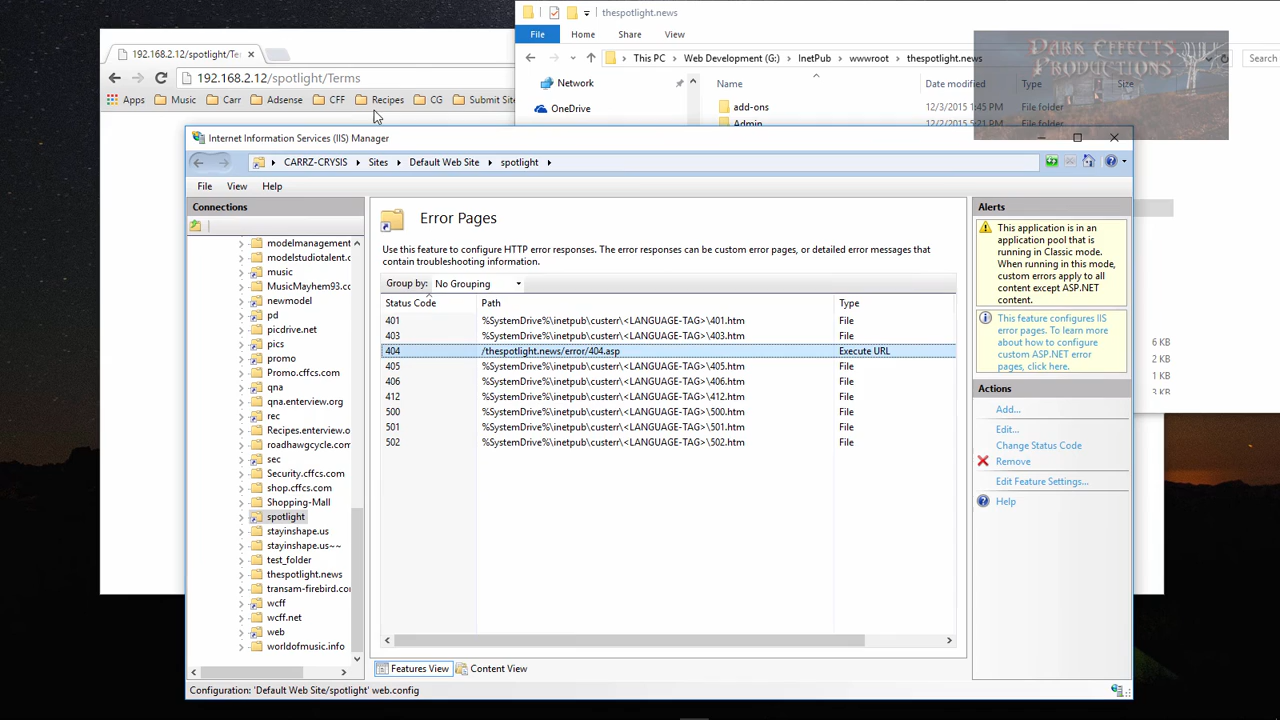 thespotlight.news
File Home Share View
192.168.2.12/spotlight/Te
192.168.2.12/spotlight/Terms
Apps Music Carr Adsense CFF Recipes CG Submit Site
This PC Web Development (G:) InetPub wwwroot thespotlight.news
Search
DARK EFFECTS
PRODUCTIONS
Network
OneDrive
Name Date modified Type Size
add-ons 12/3/2015 1:45 PM File folder
Admin 12/2/2015 5:21 PM File folder
Internet Information Services (IIS) Manager
CARRZ-CRYSIS Sites Default Web Site spotlight
File View Help
Connections
modelmanagement
modelstudiotalent.c
music
MusicMayhem93.cc
newmodel
pd
picdrive.net
pics
promo
Promo.cffcs.com
qna
qna.enterview.org
rec
Recipes.enterview.o
roadhawgcycle.com
sec
Security.cffcs.com
shop.cffcs.com
Shopping-Mall
spotlight
stayinshape.us
stayinshape.us~~
test_folder
thespotlight.news
transam-firebird.co
wcff
wcff.net
web
worldofmusic.info
Error Pages
Use this feature to configure HTTP error responses. The error responses can be custom error pages, or detailed error messages that
contain troubleshooting information.
Group by: No Grouping
Status Code Path Type
401 %SystemDrive%\inetpub\custerr\<LANGUAGE-TAG>\401.htm File
403 %SystemDrive%\inetpub\custerr\<LANGUAGE-TAG>\403.htm File
404 /thespotlight.news/error/404.asp Execute URL
405 %SystemDrive%\inetpub\custerr\<LANGUAGE-TAG>\405.htm File
406 %SystemDrive%\inetpub\custerr\<LANGUAGE-TAG>\406.htm File
412 %SystemDrive%\inetpub\custerr\<LANGUAGE-TAG>\412.htm File
500 %SystemDrive%\inetpub\custerr\<LANGUAGE-TAG>\500.htm File
501 %SystemDrive%\inetpub\custerr\<LANGUAGE-TAG>\501.htm File
502 %SystemDrive%\inetpub\custerr\<LANGUAGE-TAG>\502.htm File
Features View Content View
Alerts
This application is in an
application pool that is
running in Classic mode.
When running in this mode,
custom errors apply to all
content except ASP.NET
content.
This feature configures IIS
error pages. To learn more
about how to configure
custom ASP.NET error
pages, click here.
Actions
Add...
Edit...
Change Status Code
Remove
Edit Feature Settings...
Help
6 KB
2 KB
1 KB
3 KB
Configuration: 'Default Web Site/spotlight' web.config